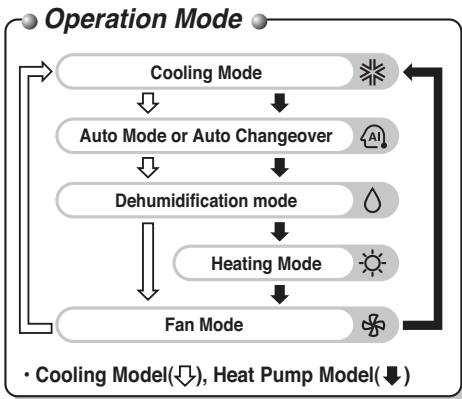 Operation Mode
Cooling Mode
Auto Mode or Auto Changeover
AI
Dehumidification mode
Heating Mode
Fan Mode
• Cooling Model(⇩), Heat Pump Model(⬇)